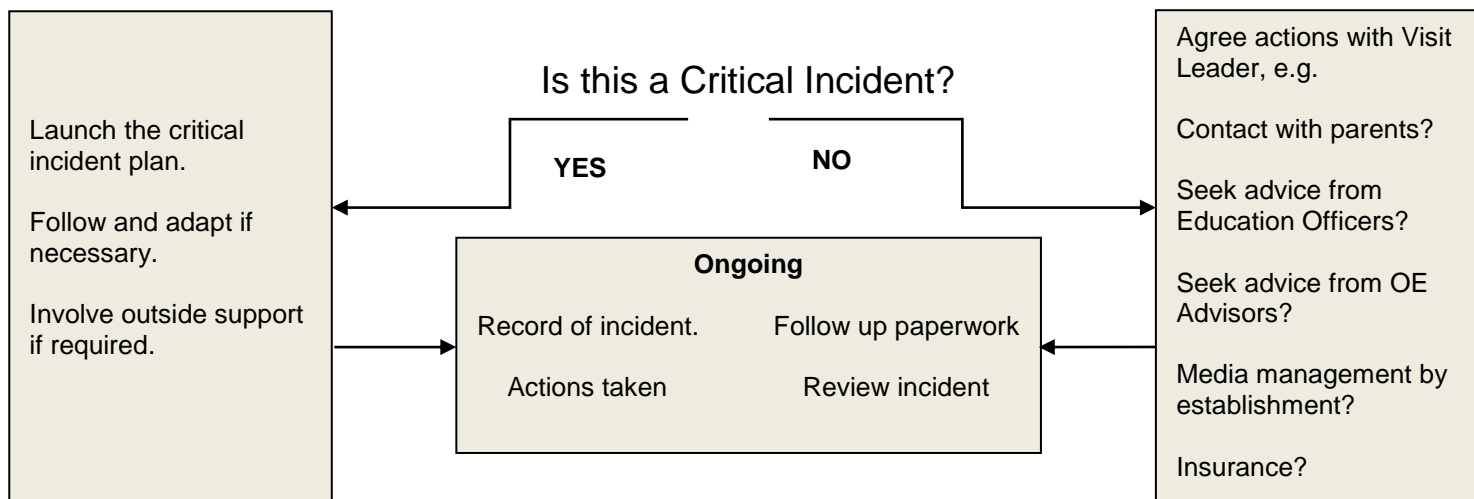 Is this a Critical Incident?
YES
NO
Launch the critical
incident plan.
Follow and adapt if
necessary.
Involve outside support
if required.
Agree actions with Visit
Leader, e.g.
Contact with parents?
Seek advice from
Education Officers?
Seek advice from OE
Advisors?
Media management by
establishment?
Insurance?
Ongoing
Record of incident.
Follow up paperwork
Actions taken
Review incident